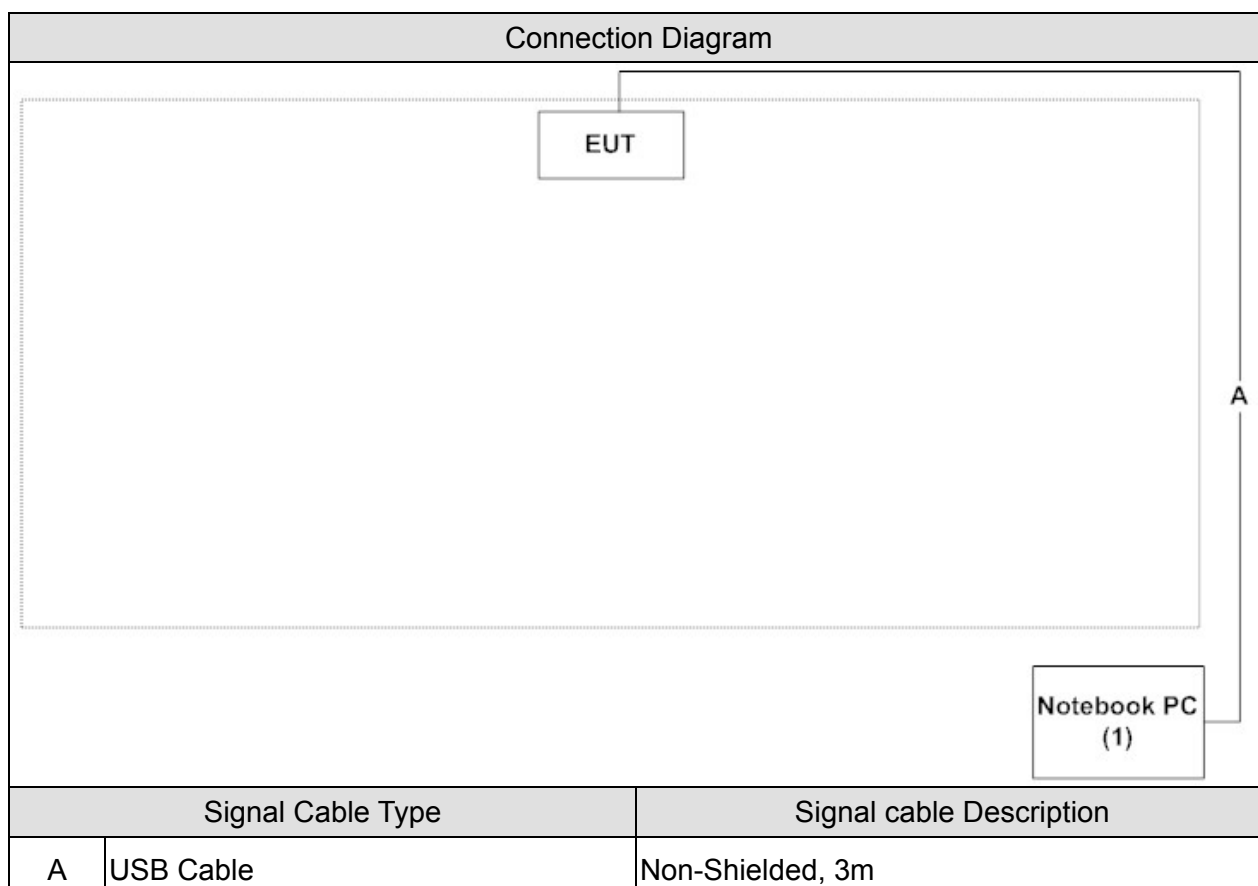 Connection Diagram
EUT
A
Notebook PC
(1)
Signal Cable Type Signal cable Description
A USB Cable Non-Shielded, 3m